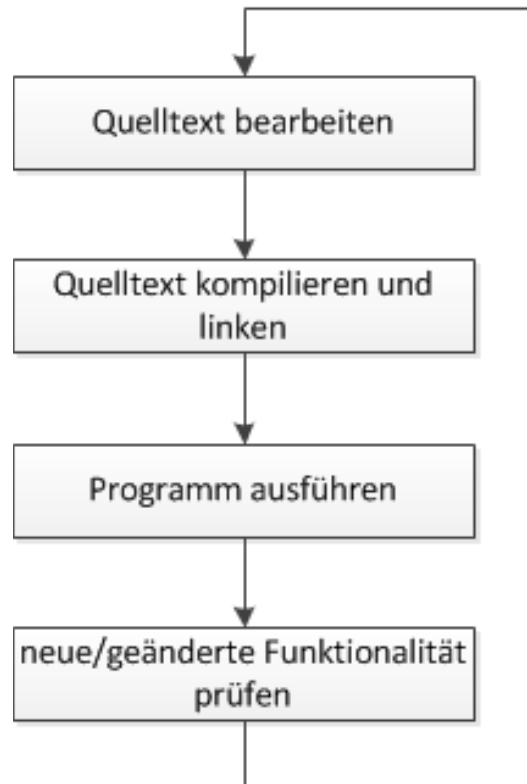 Quelltext bearbeiten
Quelltext kompilieren und
linken
Programm ausführen
neue/geänderte Funktionalität
prüfen